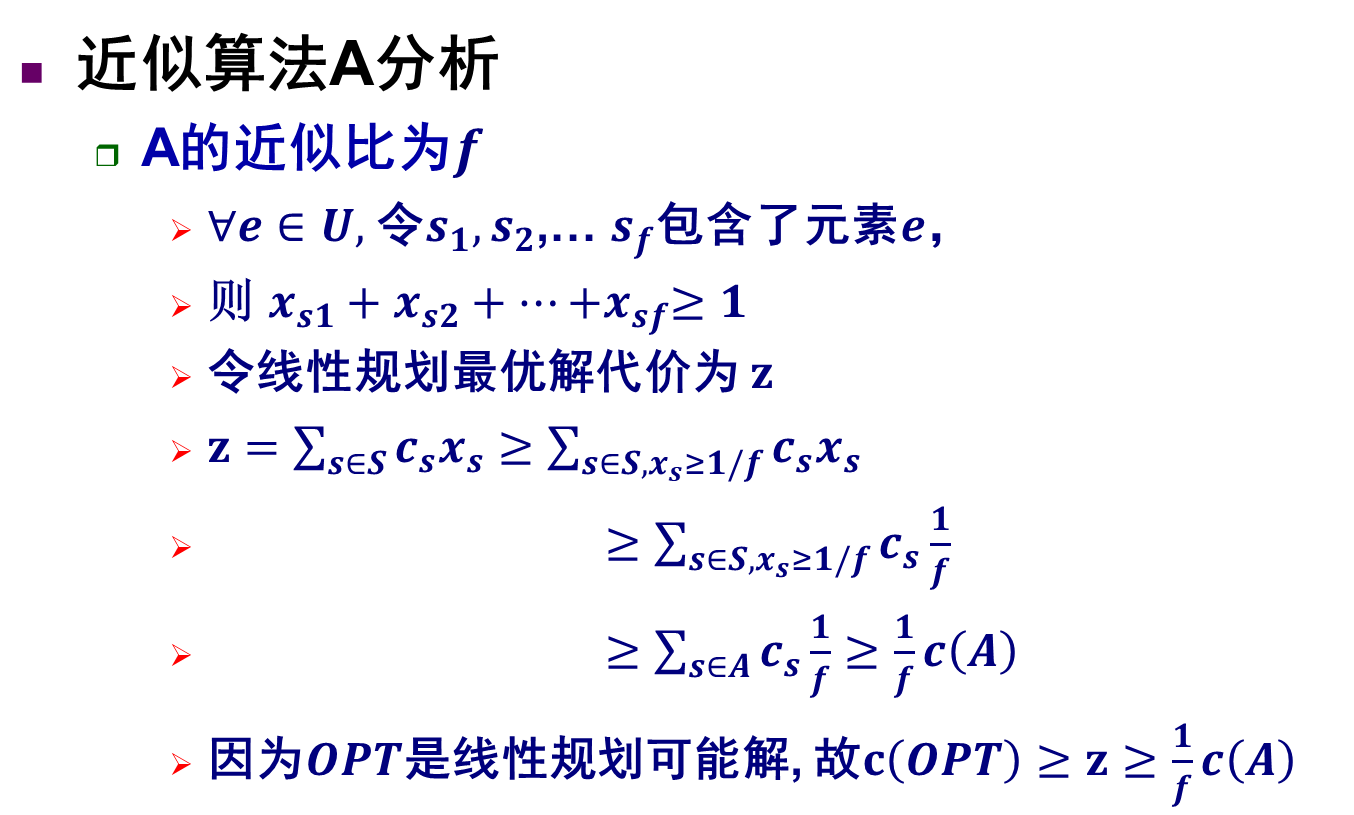 近似算法A分析
A的近似比为f
∀e ∈ U, 令s₁, s₂,… s_f包含了元素e，
则 x_{s1} + x_{s2} + ⋯ +x_{sf}≥ 1
令线性规划最优解代价为 z
z = ∑_{s∈S} c_s x_s ≥ ∑_{s∈S,x_s≥1/f} c_s x_s
≥ ∑_{s∈S,x_s≥1/f} c_s \frac{1}{f}
≥ ∑_{s∈A} c_s \frac{1}{f} ≥ \frac{1}{f} c(A)
因为OPT是线性规划可能解, 故c(OPT) ≥ z ≥ \frac{1}{f} c(A)